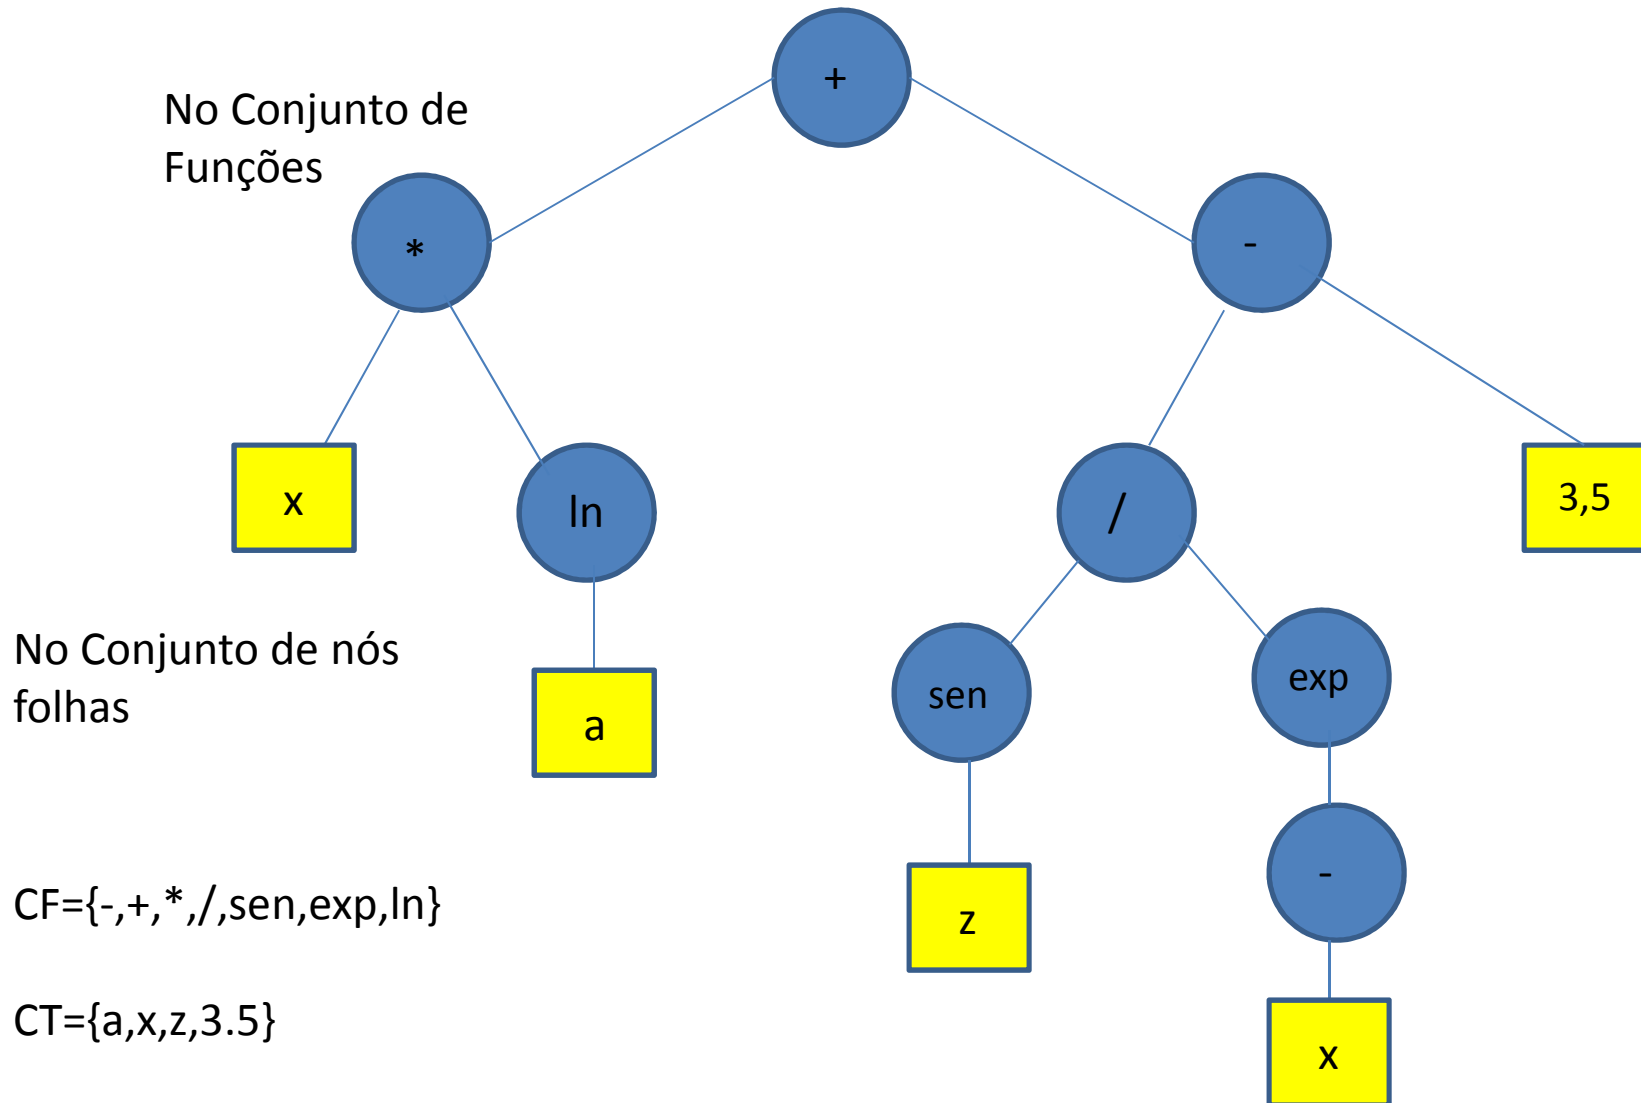 +
No Conjunto de
Funções
*
-
x
ln
/
3,5
No Conjunto de nós
folhas
a
sen
exp
CF={-,+,*,/,sen,exp,ln}
z
-
CT={a,x,z,3.5}
x